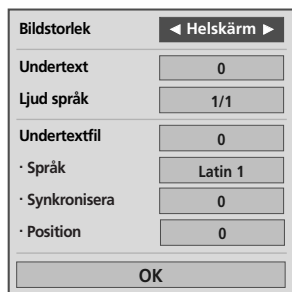 Bildstorlek ◄ Helskärm ►
Undertext 0
Ljud språk 1/1
Undertextfil 0
· Språk Latin 1
· Synkronisera 0
· Position 0
OK